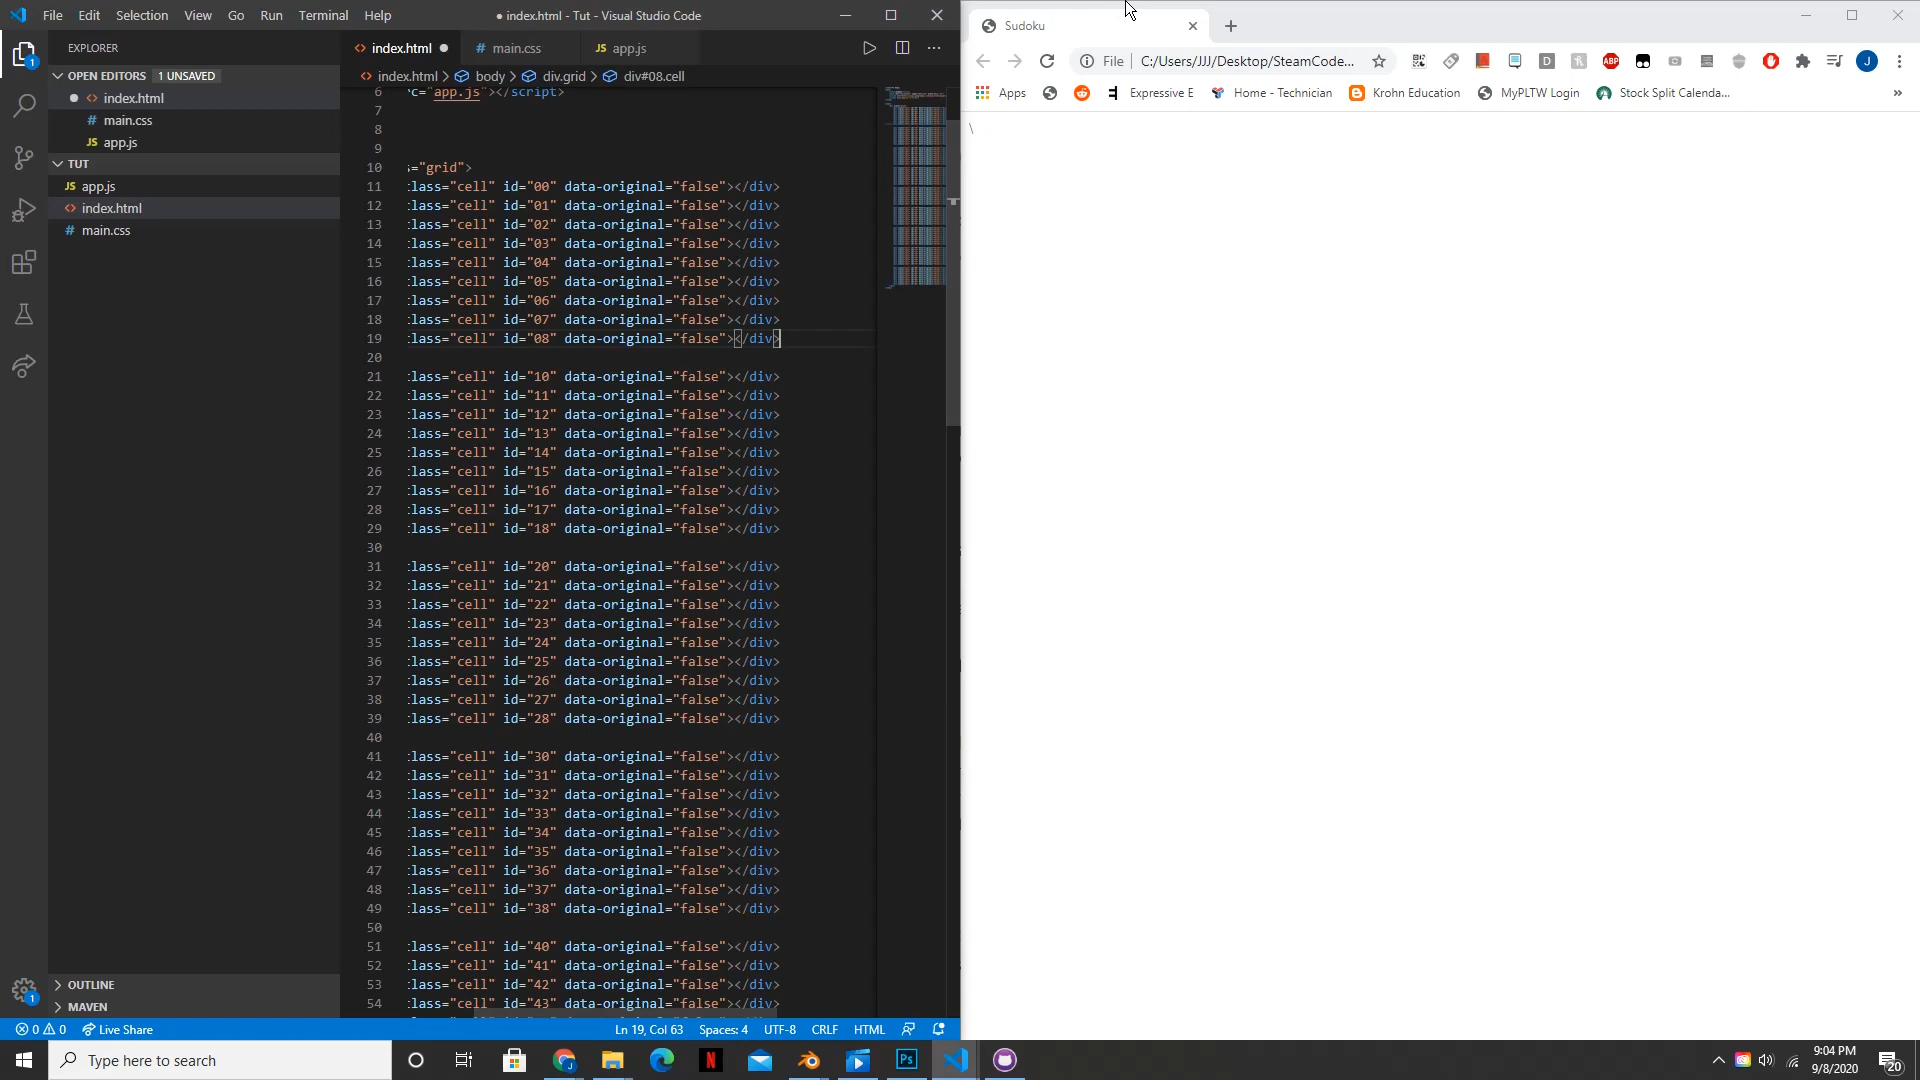 File Edit Selection View Go Run Terminal Help
● index.html - Tut - Visual Studio Code
EXPLORER
OPEN EDITORS 1 UNSAVED
index.html
main.css
app.js
TUT
app.js
index.html
main.css
OUTLINE
MAVEN
index.html main.css app.js
index.html > body > div.grid > div#08.cell
6 c="app.js"></script>
7
8
9
10 ="grid">
11 lass="cell" id="00" data-original="false"></div>
12 lass="cell" id="01" data-original="false"></div>
13 lass="cell" id="02" data-original="false"></div>
14 lass="cell" id="03" data-original="false"></div>
15 lass="cell" id="04" data-original="false"></div>
16 lass="cell" id="05" data-original="false"></div>
17 lass="cell" id="06" data-original="false"></div>
18 lass="cell" id="07" data-original="false"></div>
19 lass="cell" id="08" data-original="false"></div>
20
21 lass="cell" id="10" data-original="false"></div>
22 lass="cell" id="11" data-original="false"></div>
23 lass="cell" id="12" data-original="false"></div>
24 lass="cell" id="13" data-original="false"></div>
25 lass="cell" id="14" data-original="false"></div>
26 lass="cell" id="15" data-original="false"></div>
27 lass="cell" id="16" data-original="false"></div>
28 lass="cell" id="17" data-original="false"></div>
29 lass="cell" id="18" data-original="false"></div>
30
31 lass="cell" id="20" data-original="false"></div>
32 lass="cell" id="21" data-original="false"></div>
33 lass="cell" id="22" data-original="false"></div>
34 lass="cell" id="23" data-original="false"></div>
35 lass="cell" id="24" data-original="false"></div>
36 lass="cell" id="25" data-original="false"></div>
37 lass="cell" id="26" data-original="false"></div>
38 lass="cell" id="27" data-original="false"></div>
39 lass="cell" id="28" data-original="false"></div>
40
41 lass="cell" id="30" data-original="false"></div>
42 lass="cell" id="31" data-original="false"></div>
43 lass="cell" id="32" data-original="false"></div>
44 lass="cell" id="33" data-original="false"></div>
45 lass="cell" id="34" data-original="false"></div>
46 lass="cell" id="35" data-original="false"></div>
47 lass="cell" id="36" data-original="false"></div>
48 lass="cell" id="37" data-original="false"></div>
49 lass="cell" id="38" data-original="false"></div>
50
51 lass="cell" id="40" data-original="false"></div>
52 lass="cell" id="41" data-original="false"></div>
53 lass="cell" id="42" data-original="false"></div>
54 lass="cell" id="43" data-original="false"></div>
0 0 Live Share Ln 19, Col 63 Spaces: 4 UTF-8 CRLF HTML
Sudoku
File C:/Users/JJJ/Desktop/SteamCode... ABP J
Apps Expressive E Home - Technician Krohn Education MyPLTW Login Stock Split Calenda... »
\
Type here to search
9:04 PM
9/8/2020
20